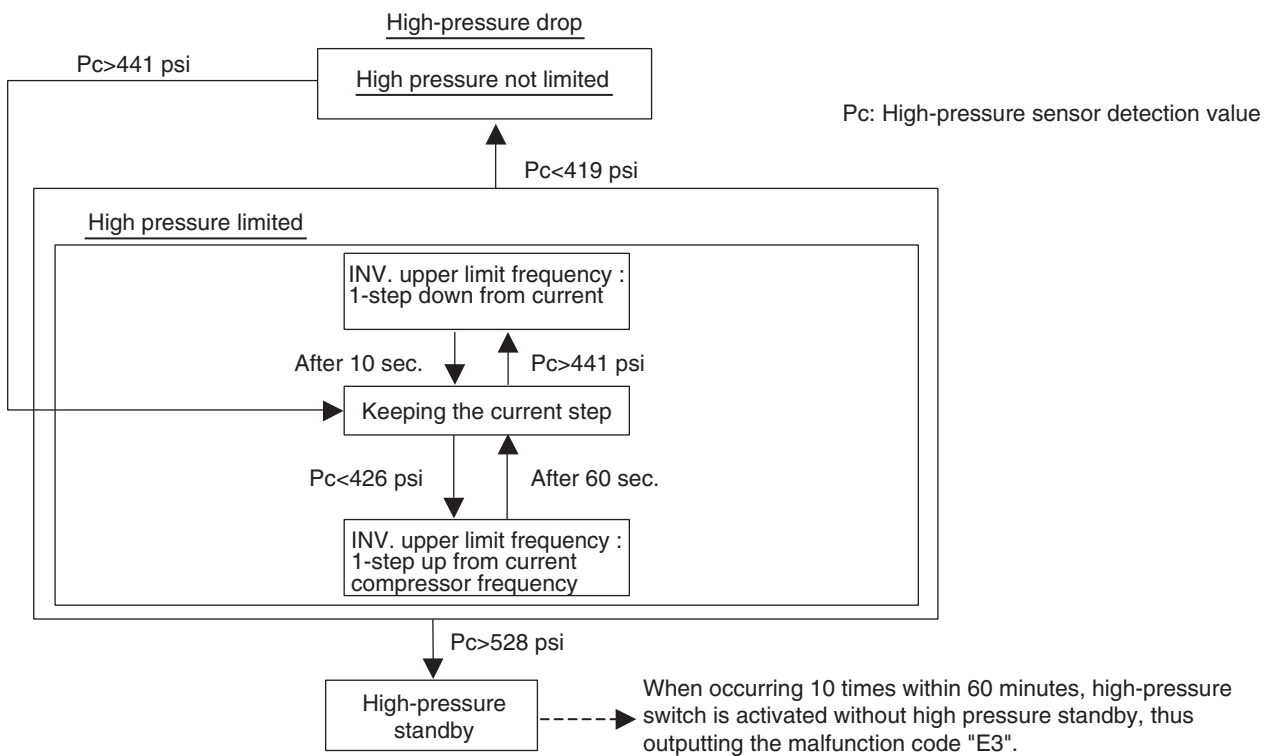 High-pressure drop
Pc>441 psi
High pressure not limited
Pc: High-pressure sensor detection value
Pc<419 psi
High pressure limited
INV. upper limit frequency :
1-step down from current
After 10 sec.
Pc>441 psi
Keeping the current step
Pc<426 psi
After 60 sec.
INV. upper limit frequency :
1-step up from current
compressor frequency
Pc>528 psi
High-pressure
standby
When occurring 10 times within 60 minutes, high-pressure
switch is activated without high pressure standby, thus
outputting the malfunction code "E3".